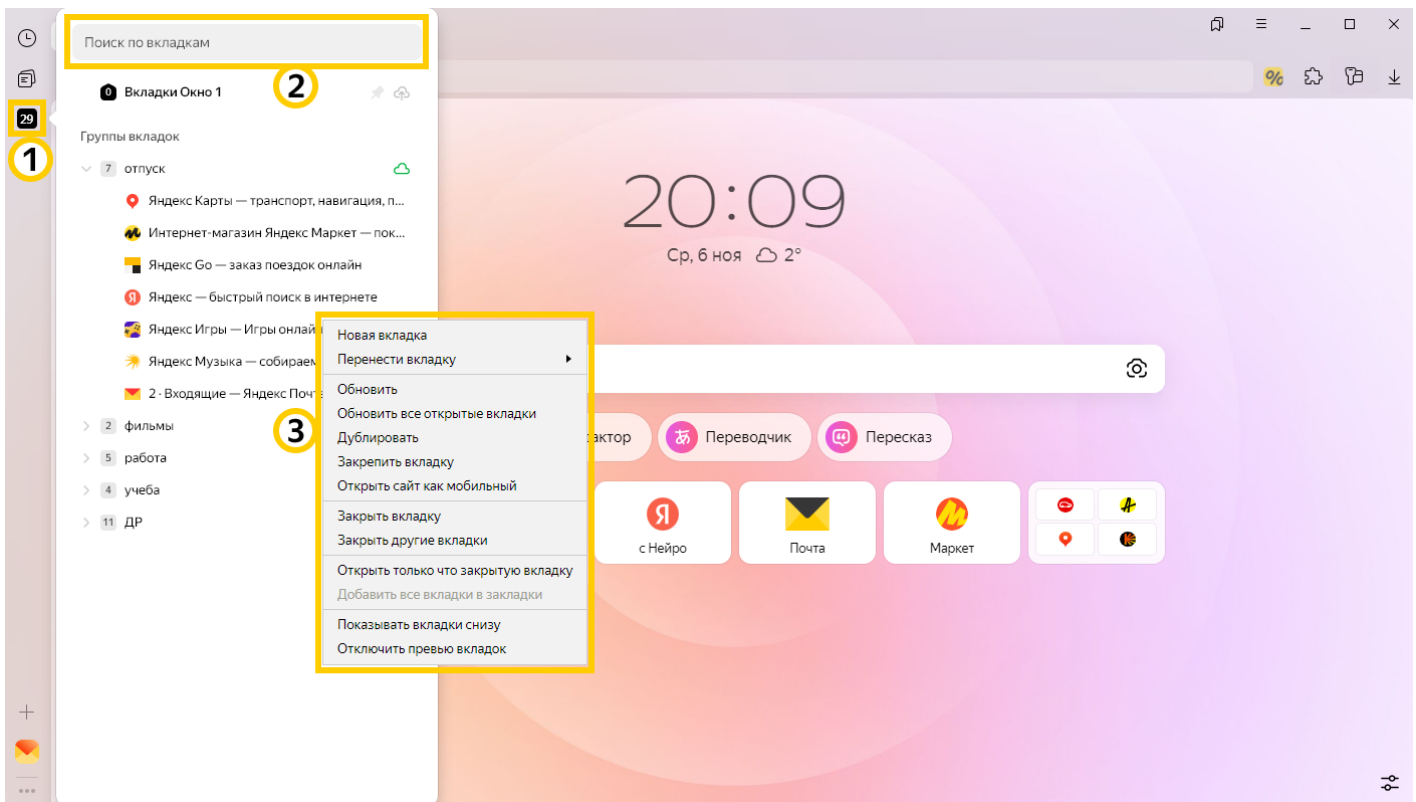 Поиск по вкладкам
2
0 Вкладки Окно 1
29
1
Группы вкладок
7 отпуск
Яндекс Карты — транспорт, навигация, п...
Интернет-магазин Яндекс Маркет — пок...
Яндекс Go — заказ поездок онлайн
Яндекс — быстрый поиск в интернете
Яндекс Игры — Игры онлай
Яндекс Музыка — собираем
2 · Входящие — Яндекс Почт
2 фильмы
5 работа
4 учеба
11 ДР
3
Новая вкладка
Перенести вкладку
Обновить
Обновить все открытые вкладки
Дублировать
Закрепить вкладку
Открыть сайт как мобильный
Закрыть вкладку
Закрыть другие вкладки
Открыть только что закрытую вкладку
Добавить все вкладки в закладки
Показывать вкладки снизу
Отключить превью вкладок
%
20:09
Ср, 6 ноя 2°
актор
あ Переводчик
Пересказ
Я
с Нейро
Почта
Маркет